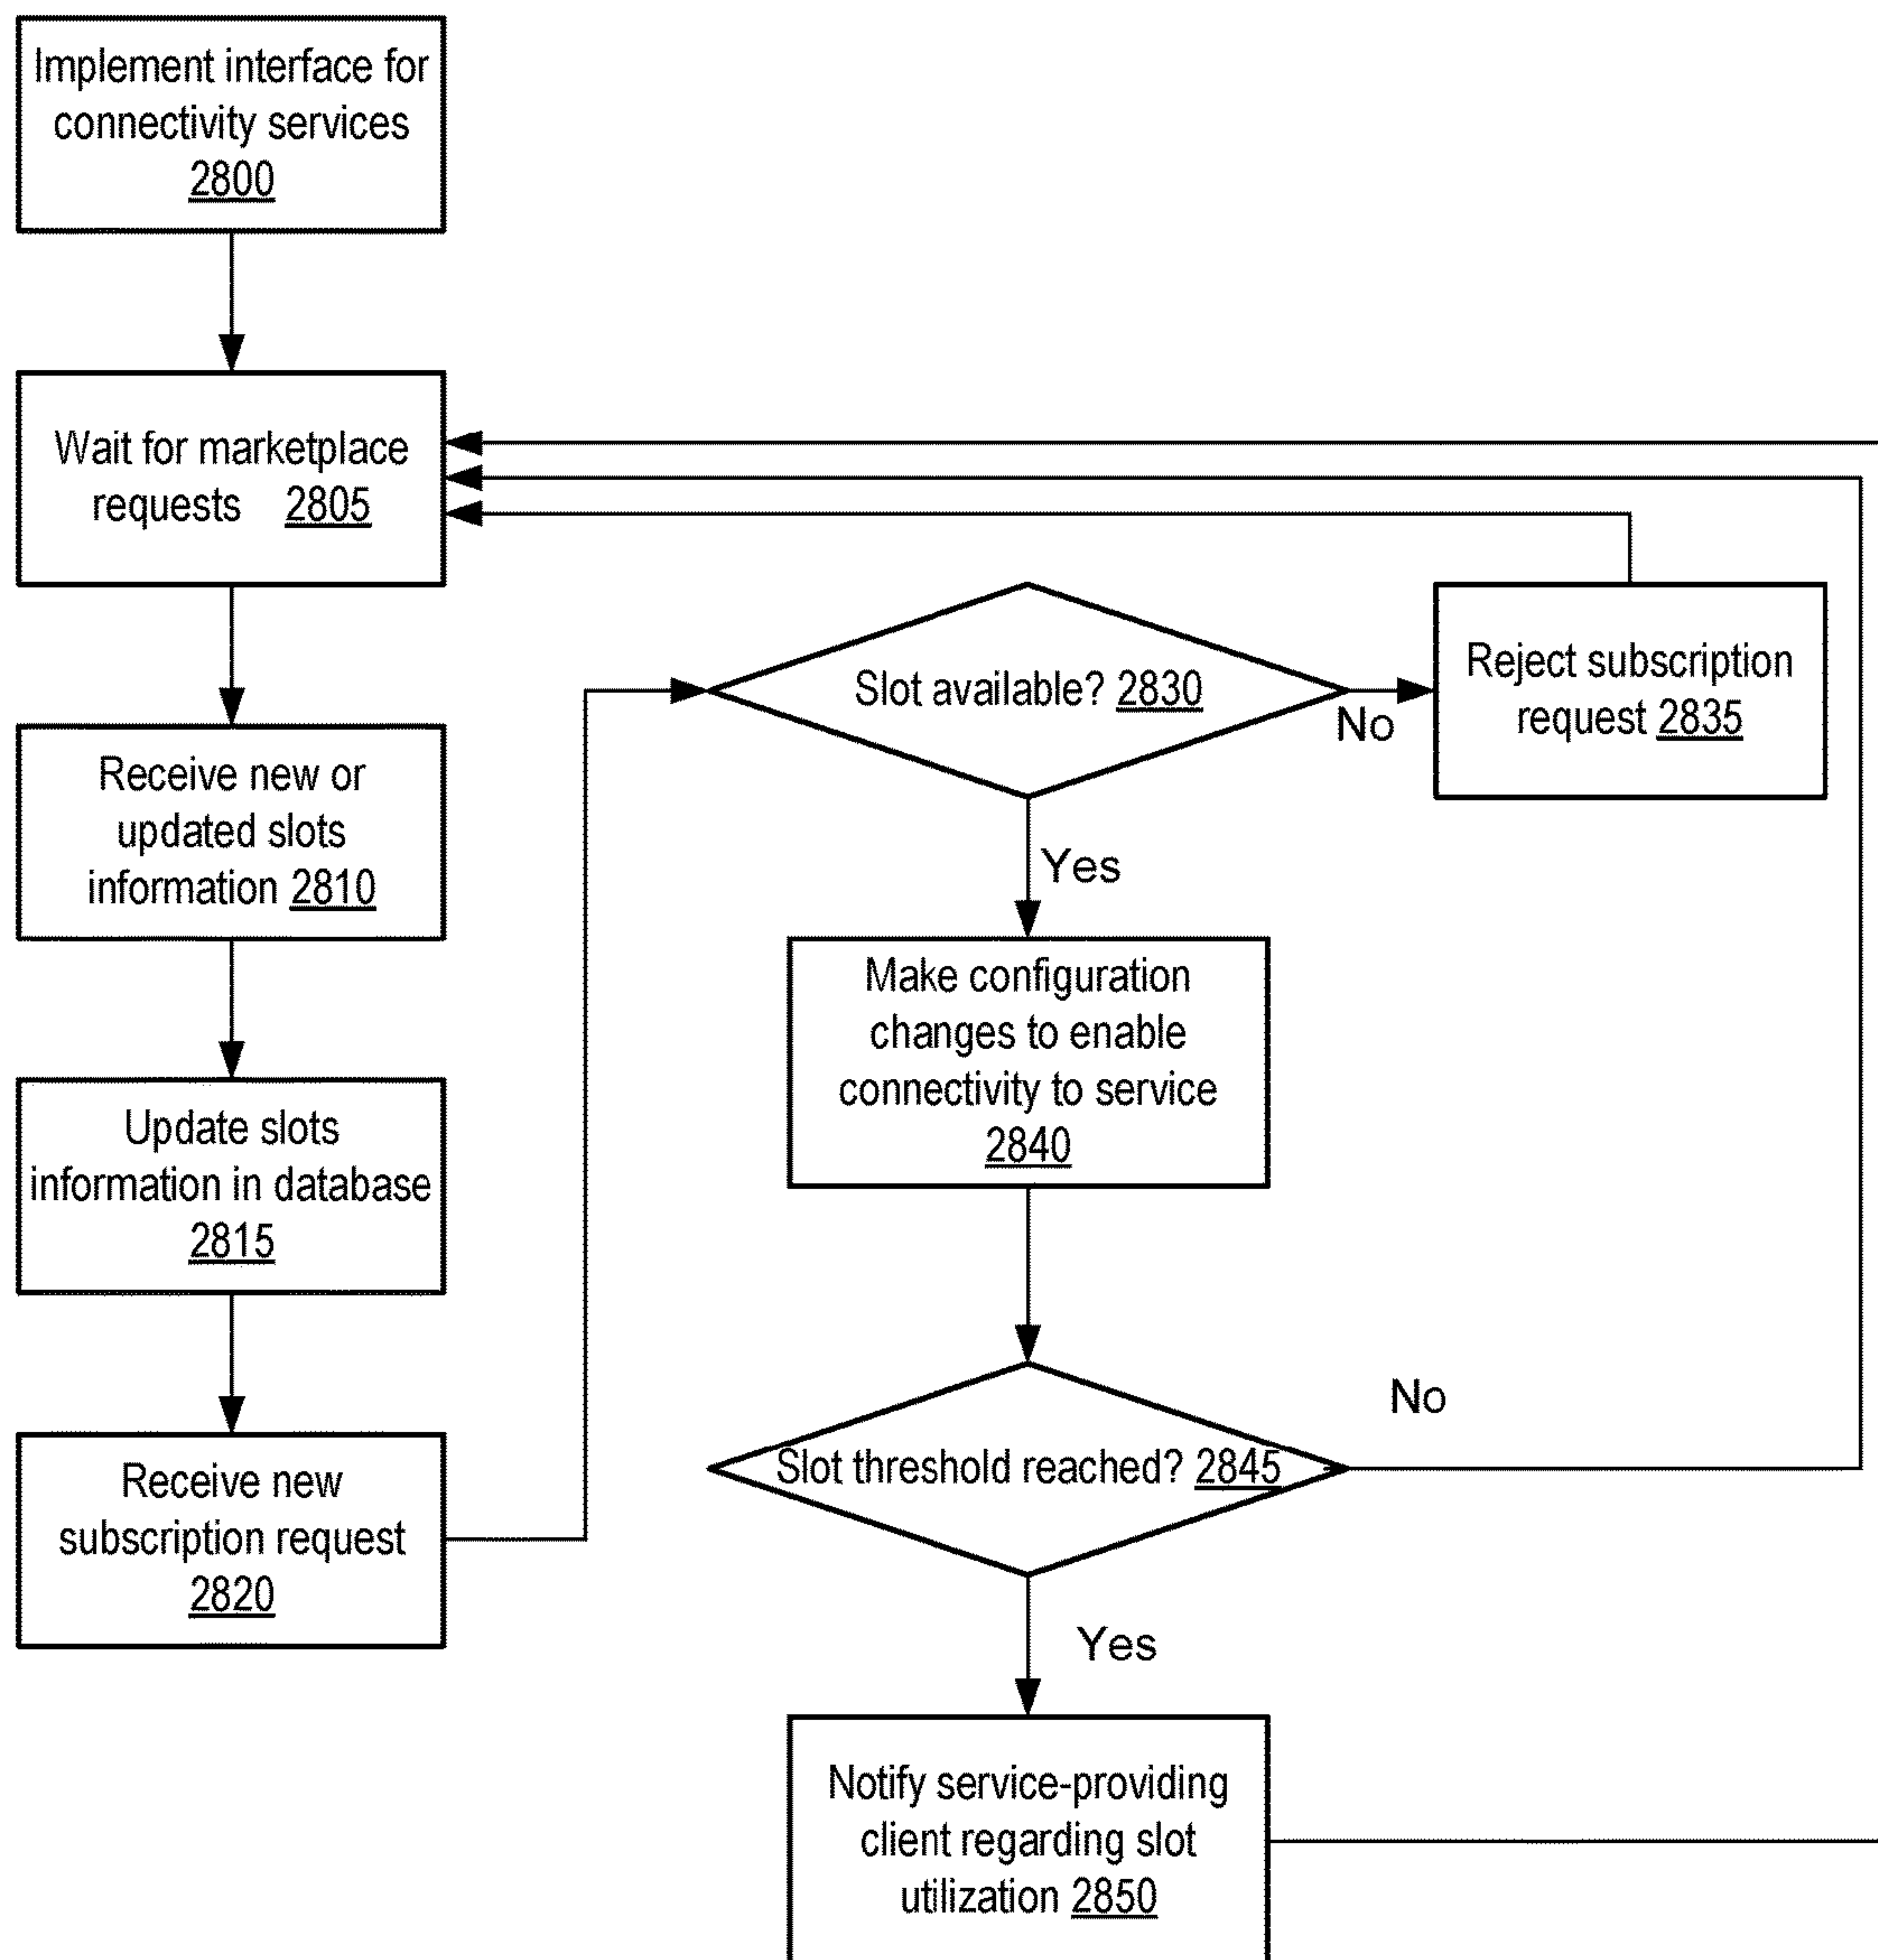 Implement interface for
connectivity services
2800
Wait for marketplace
requests 2805
Receive new or
updated slots
information 2810
Update slots
information in database
2815
Receive new
subscription request
2820
Slot available? 2830
No
Reject subscription
request 2835
Yes
Make configuration
changes to enable
connectivity to service
2840
Slot threshold reached? 2845
No
Yes
Notify service-providing
client regarding slot
utilization 2850